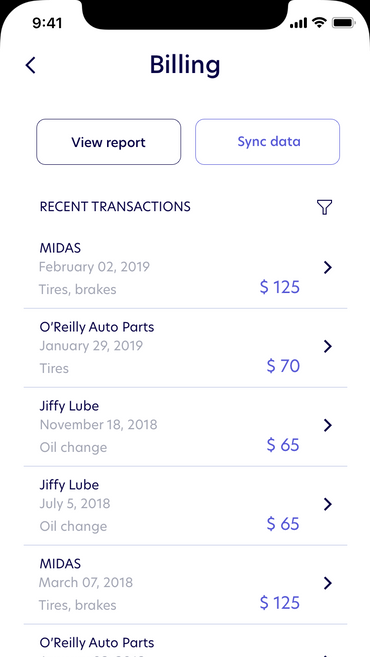 9:41
Billing
View report
Sync data
RECENT TRANSACTIONS
MIDAS
February 02, 2019
Tires, brakes
$ 125
O'Reilly Auto Parts
January 29, 2019
Tires
$ 70
Jiffy Lube
November 18, 2018
Oil change
$ 65
Jiffy Lube
July 5, 2018
Oil change
$ 65
MIDAS
March 07, 2018
Tires, brakes
$ 125
O'Reilly Auto Parts